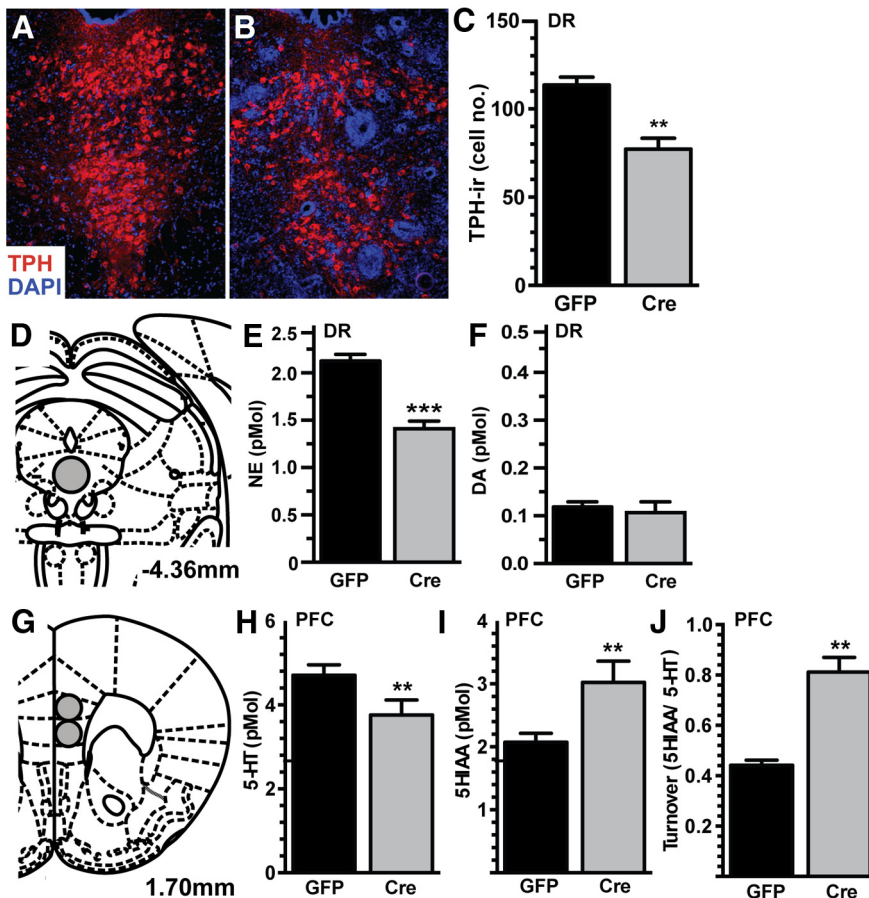 A
B
TPH
DAPI
C
DR
TPH-ir (cell no.)
150
100
50
0
**
GFP
Cre
D
-4.36mm
E
DR
NE (pMol)
2.5
2.0
1.5
1.0
0.5
0
***
GFP
Cre
F
DR
DA (pMol)
0.5
0.4
0.3
0.2
0.1
0.0
GFP
Cre
G
1.70mm
H
PFC
5-HT (pMol)
6
4
2
0
**
GFP
Cre
I
PFC
5HIAA (pMol)
4
3
2
1
**
GFP
Cre
J
PFC
Turnover (5HIAA/ 5-HT)
1.0
0.8
0.6
0.4
0.2
**
GFP
Cre